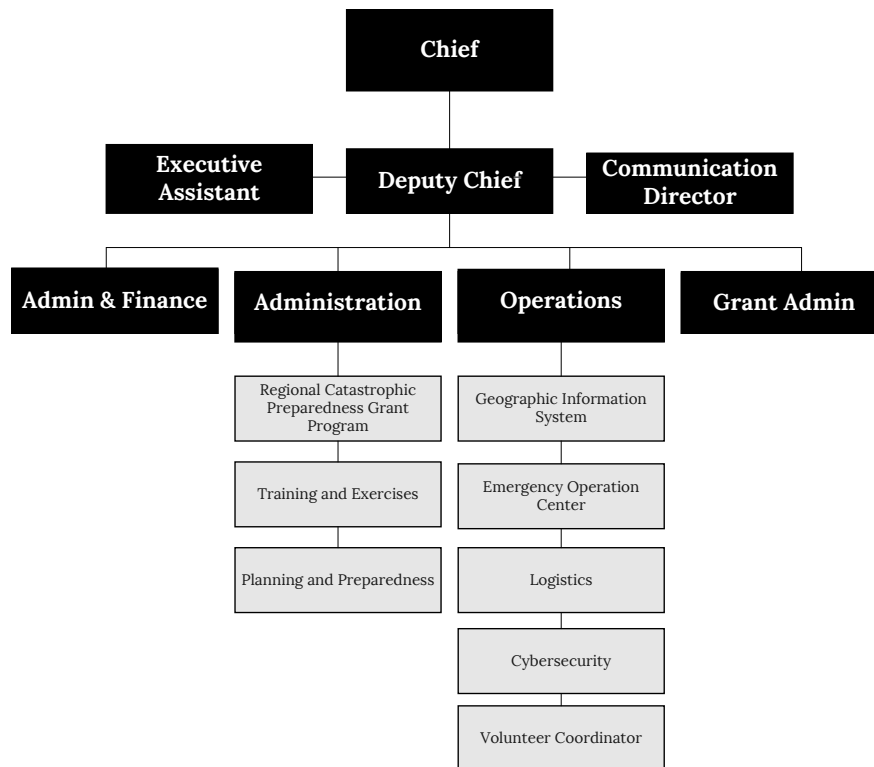 Chief
Executive
Assistant
Deputy Chief
Communication
Director
Admin & Finance
Administration
Operations
Grant Admin
Regional Catastrophic
Preparedness Grant
Program
Training and Exercises
Planning and Preparedness
Geographic Information
System
Emergency Operation
Center
Logistics
Cybersecurity
Volunteer Coordinator